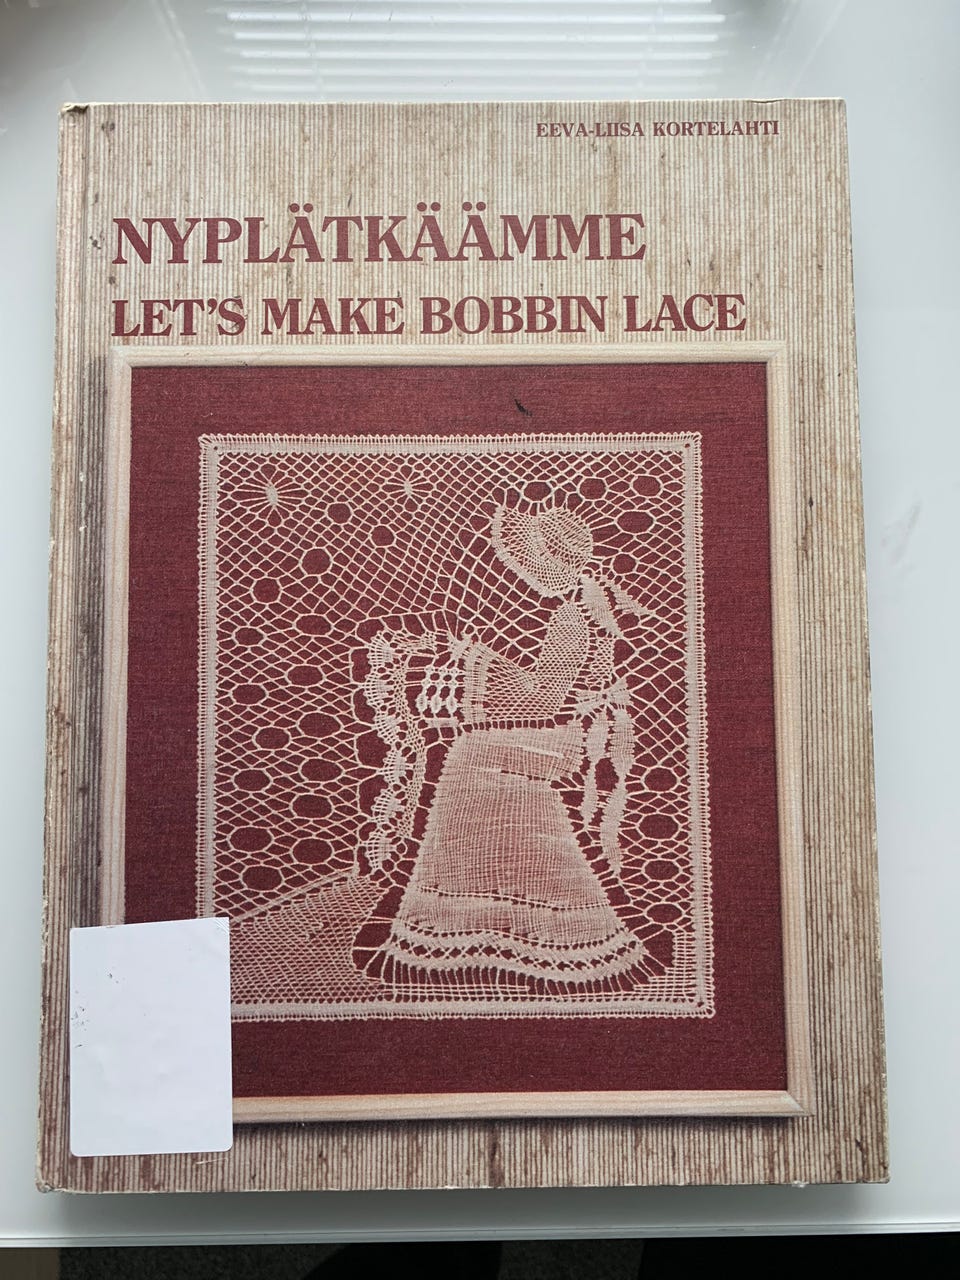 EEVA-LIISA KORTELAHTI
NYPLÄTKÄÄMME
LET'S MAKE BOBBIN LACE